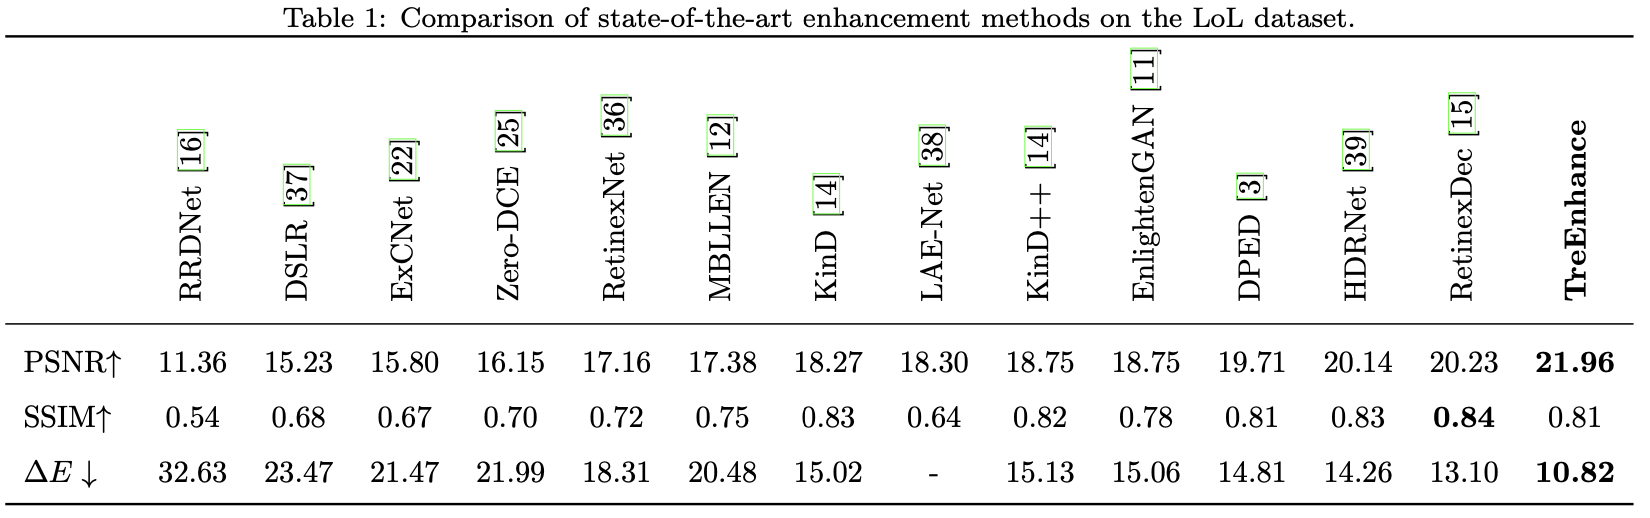 Table 1: Comparison of state-of-the-art enhancement methods on the LoL dataset.
RRDNet [16] DSLR [37] ExCNet [22] Zero-DCE [25] RetinexNet [36] MBLLEN [12] KinD [14] LAE-Net [38] KinD++ [14] EnlightenGAN [11] DPED [3] HDRNet [39] RetinexDec [15] TreEnhance
PSNR↑ 11.36 15.23 15.80 16.15 17.16 17.38 18.27 18.30 18.75 18.75 19.71 20.14 20.23 21.96
SSIM↑ 0.54 0.68 0.67 0.70 0.72 0.75 0.83 0.64 0.82 0.78 0.81 0.83 0.84 0.81
ΔE ↓ 32.63 23.47 21.47 21.99 18.31 20.48 15.02 - 15.13 15.06 14.81 14.26 13.10 10.82